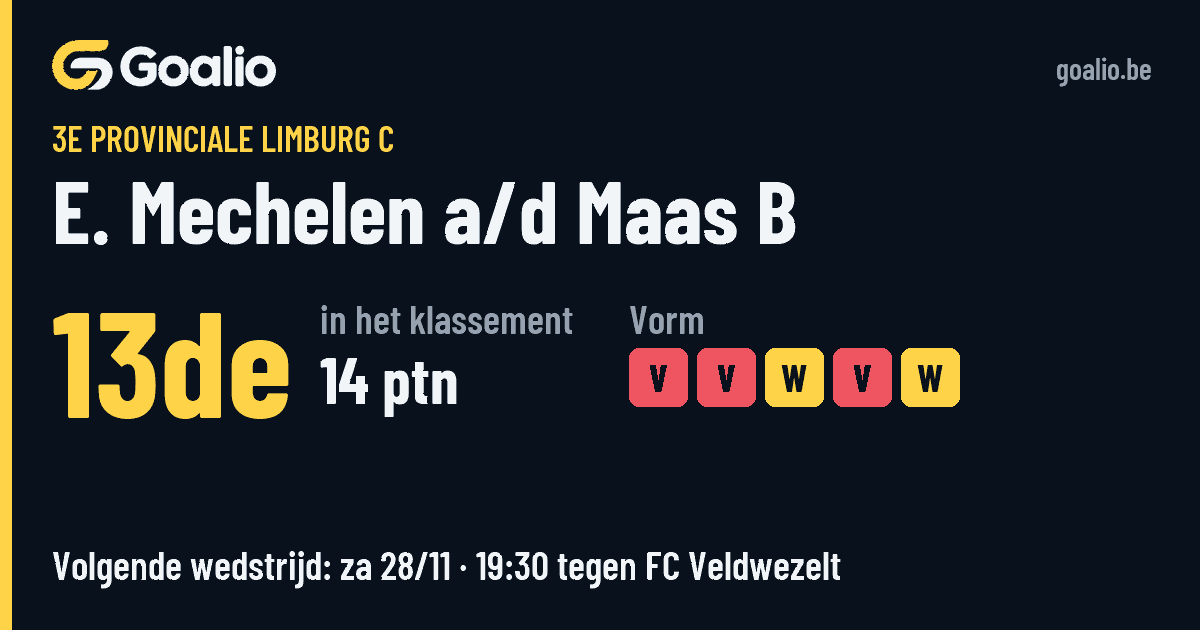 Goalio
goalio.be
3E PROVINCIALE LIMBURG C
E. Mechelen a/d Maas B
13de
in het klassement
14 ptn
Vorm
V V W V W
Volgende wedstrijd: za 28/11 · 19:30 tegen FC Veldwezelt